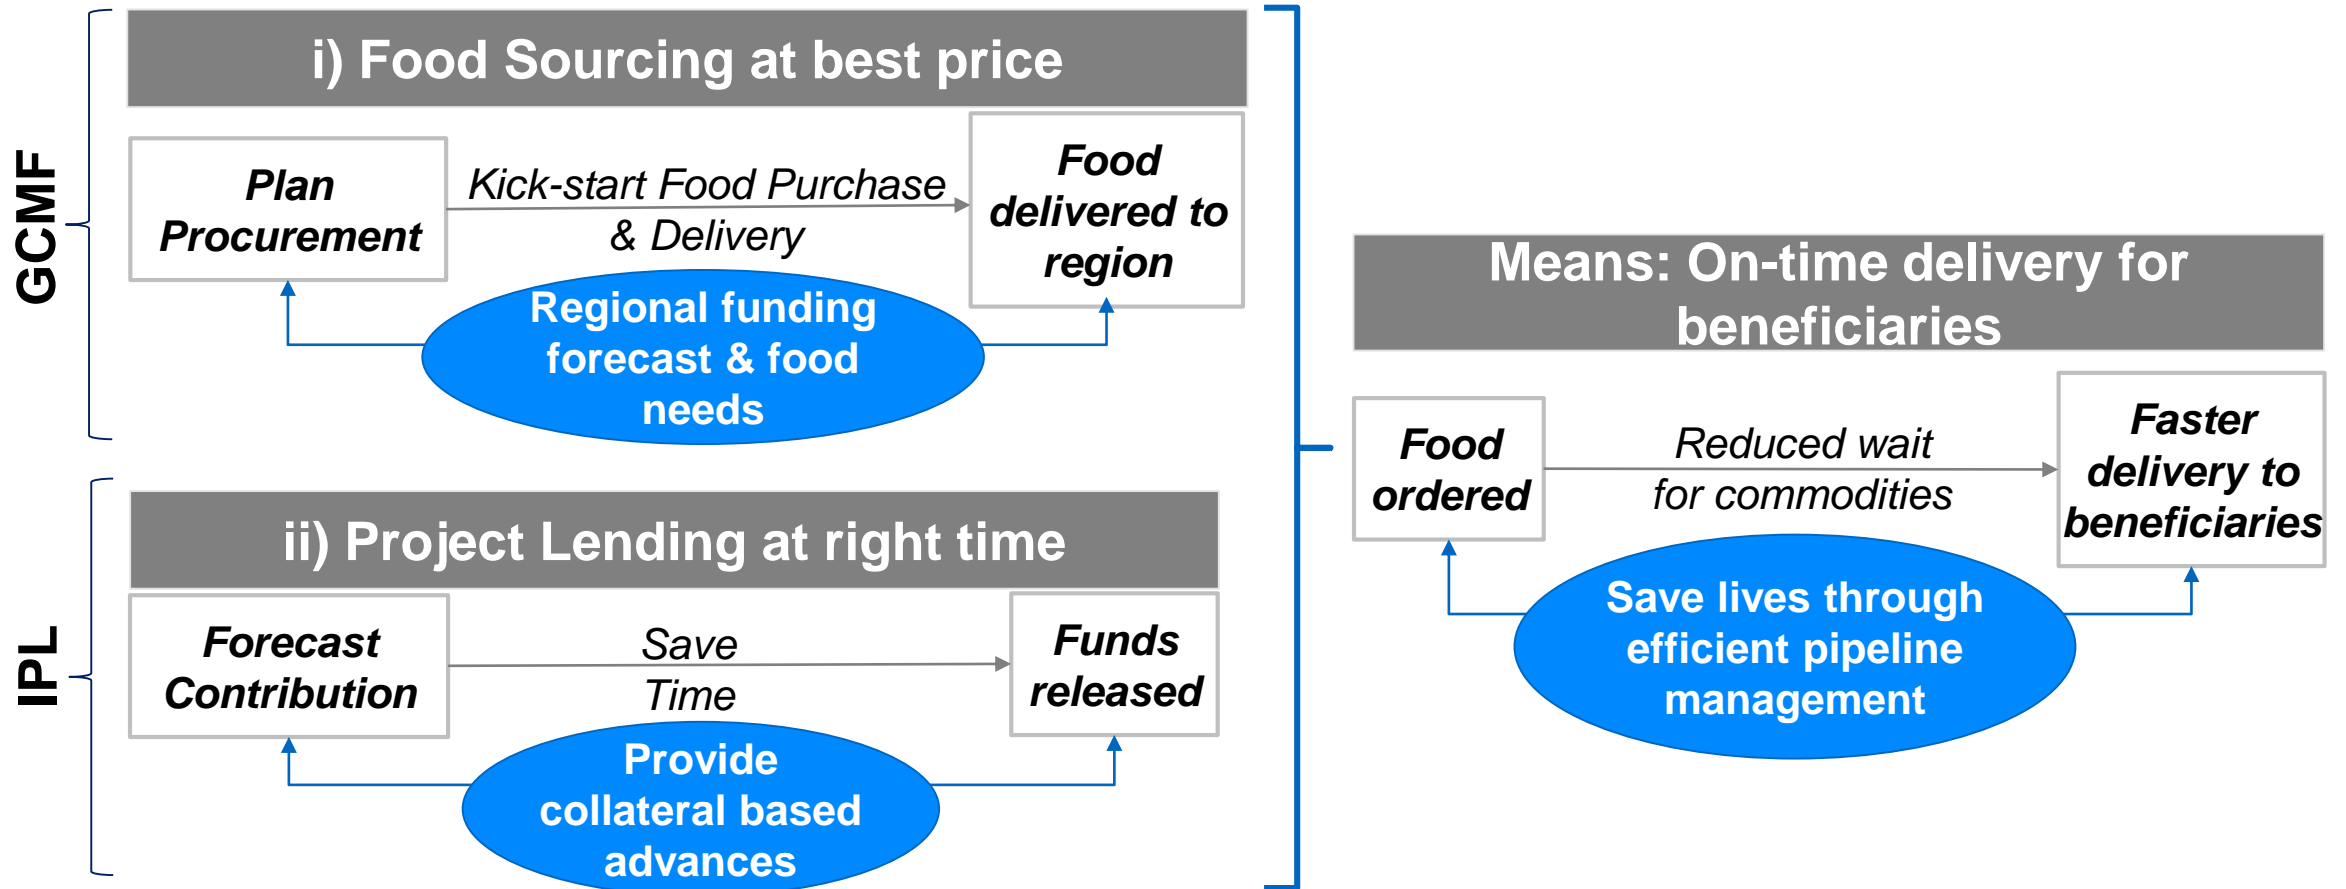 GCMF
i) Food Sourcing at best price
Plan
Procurement
Kick-start Food Purchase
& Delivery
Food
delivered to
region
Regional funding
forecast & food
needs
IPL
ii) Project Lending at right time
Forecast
Contribution
Save
Time
Funds
released
Provide
collateral based
advances
Means: On-time delivery for
beneficiaries
Food
ordered
Reduced wait
for commodities
Faster
delivery to
beneficiaries
Save lives through
efficient pipeline
management